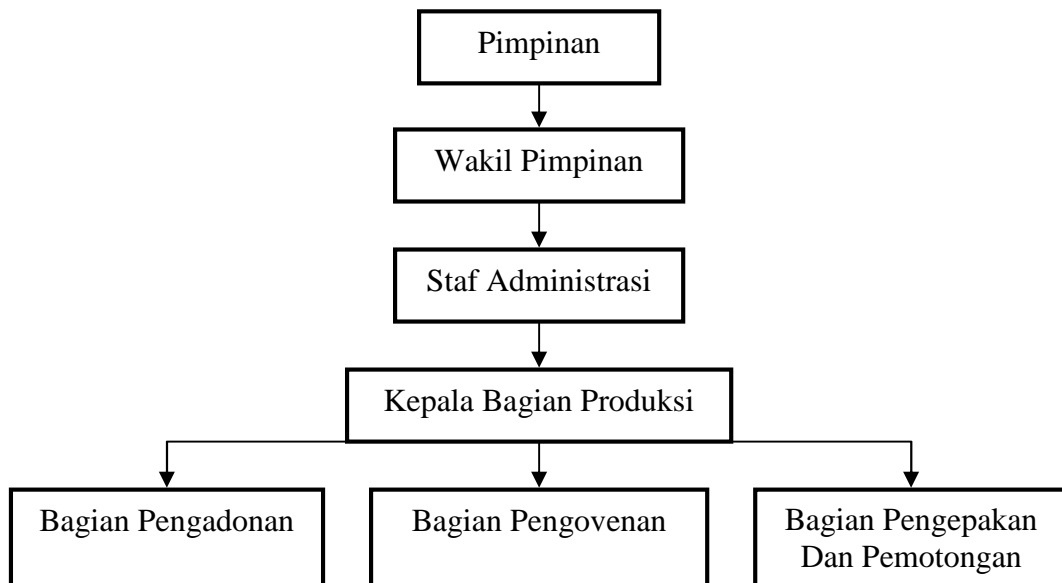 Pimpinan
Wakil Pimpinan
Staf Administrasi
Kepala Bagian Produksi
Bagian Pengadonan
Bagian Pengovenan
Bagian Pengepakan
Dan Pemotongan